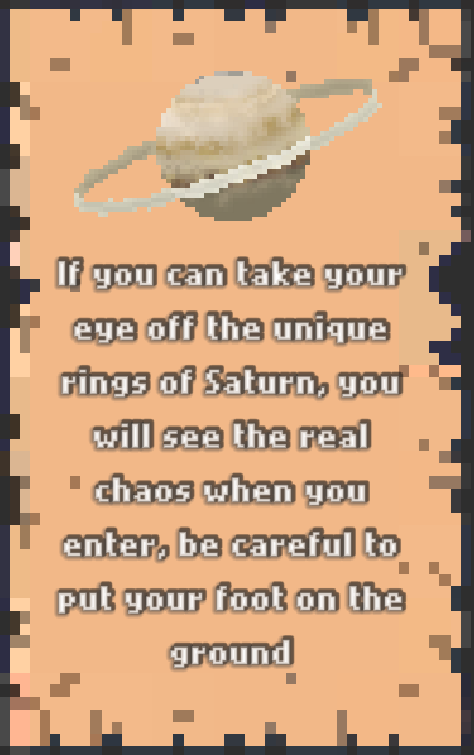 If you can take your
eye off the unique
rings of Saturn, you
will see the real
chaos when you
enter, be careful to
put your foot on the
ground